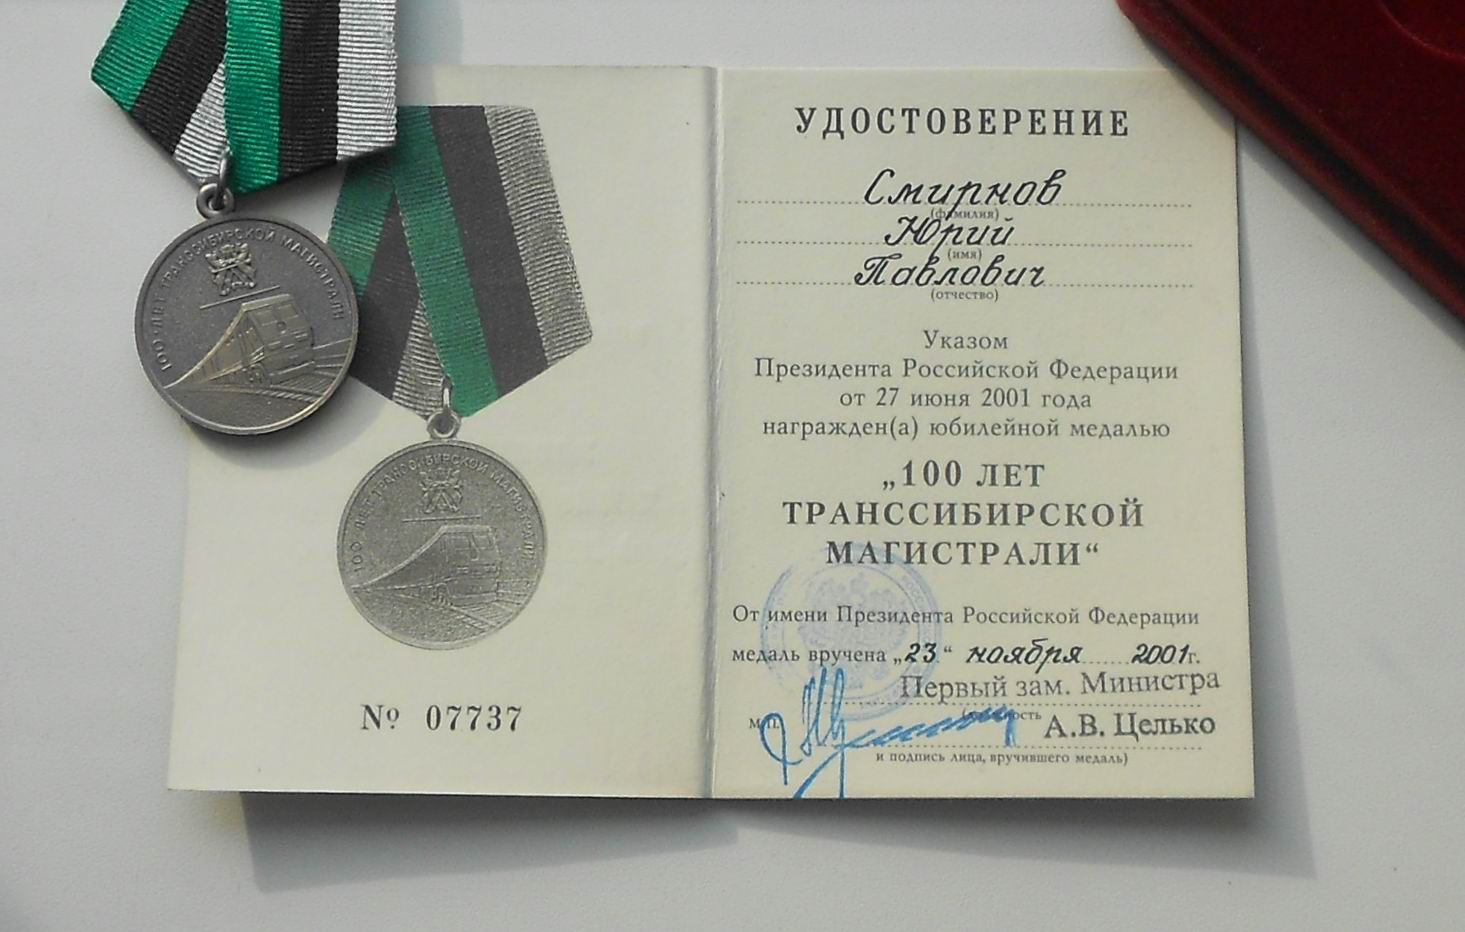 100 ЛЕТ ТРАНССИБИРСКОЙ МАГИСТРАЛИ
100 ЛЕТ ТРАНССИБИРСКОЙ МАГИСТРАЛИ
№ 07737
УДОСТОВЕРЕНИЕ
Смирнов
(фамилия)
Юрий
(имя)
Павлович
(отчество)
Указом
Президента Российской Федерации
от 27 июня 2001 года
награжден(а) юбилейной медалью
„100 ЛЕТ
ТРАНССИБИРСКОЙ
МАГИСТРАЛИ“
От имени Президента Российской Федерации
медаль вручена „23“ ноября 2001г.
Первый зам. Министра
М.П.
А.В. Целько
и подпись лица, вручившего медаль)